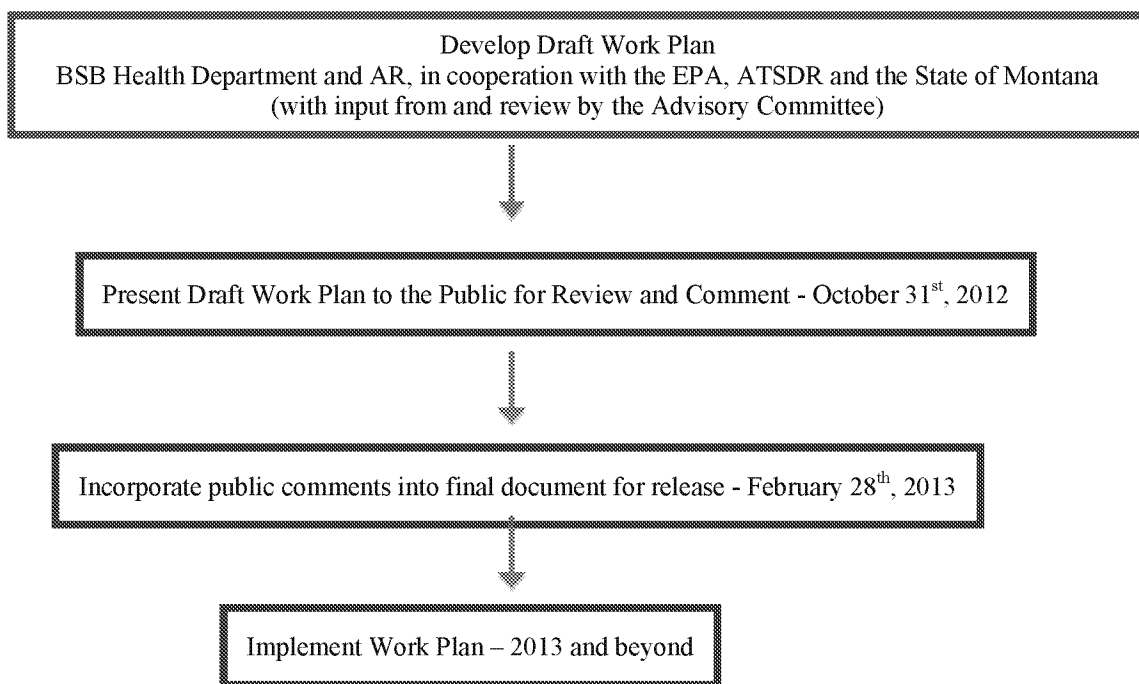 Develop Draft Work Plan
BSB Health Department and AR, in cooperation with the EPA, ATSDR and the State of Montana
(with input from and review by the Advisory Committee)
Present Draft Work Plan to the Public for Review and Comment - October 31st, 2012
Incorporate public comments into final document for release - February 28th, 2013
Implement Work Plan – 2013 and beyond